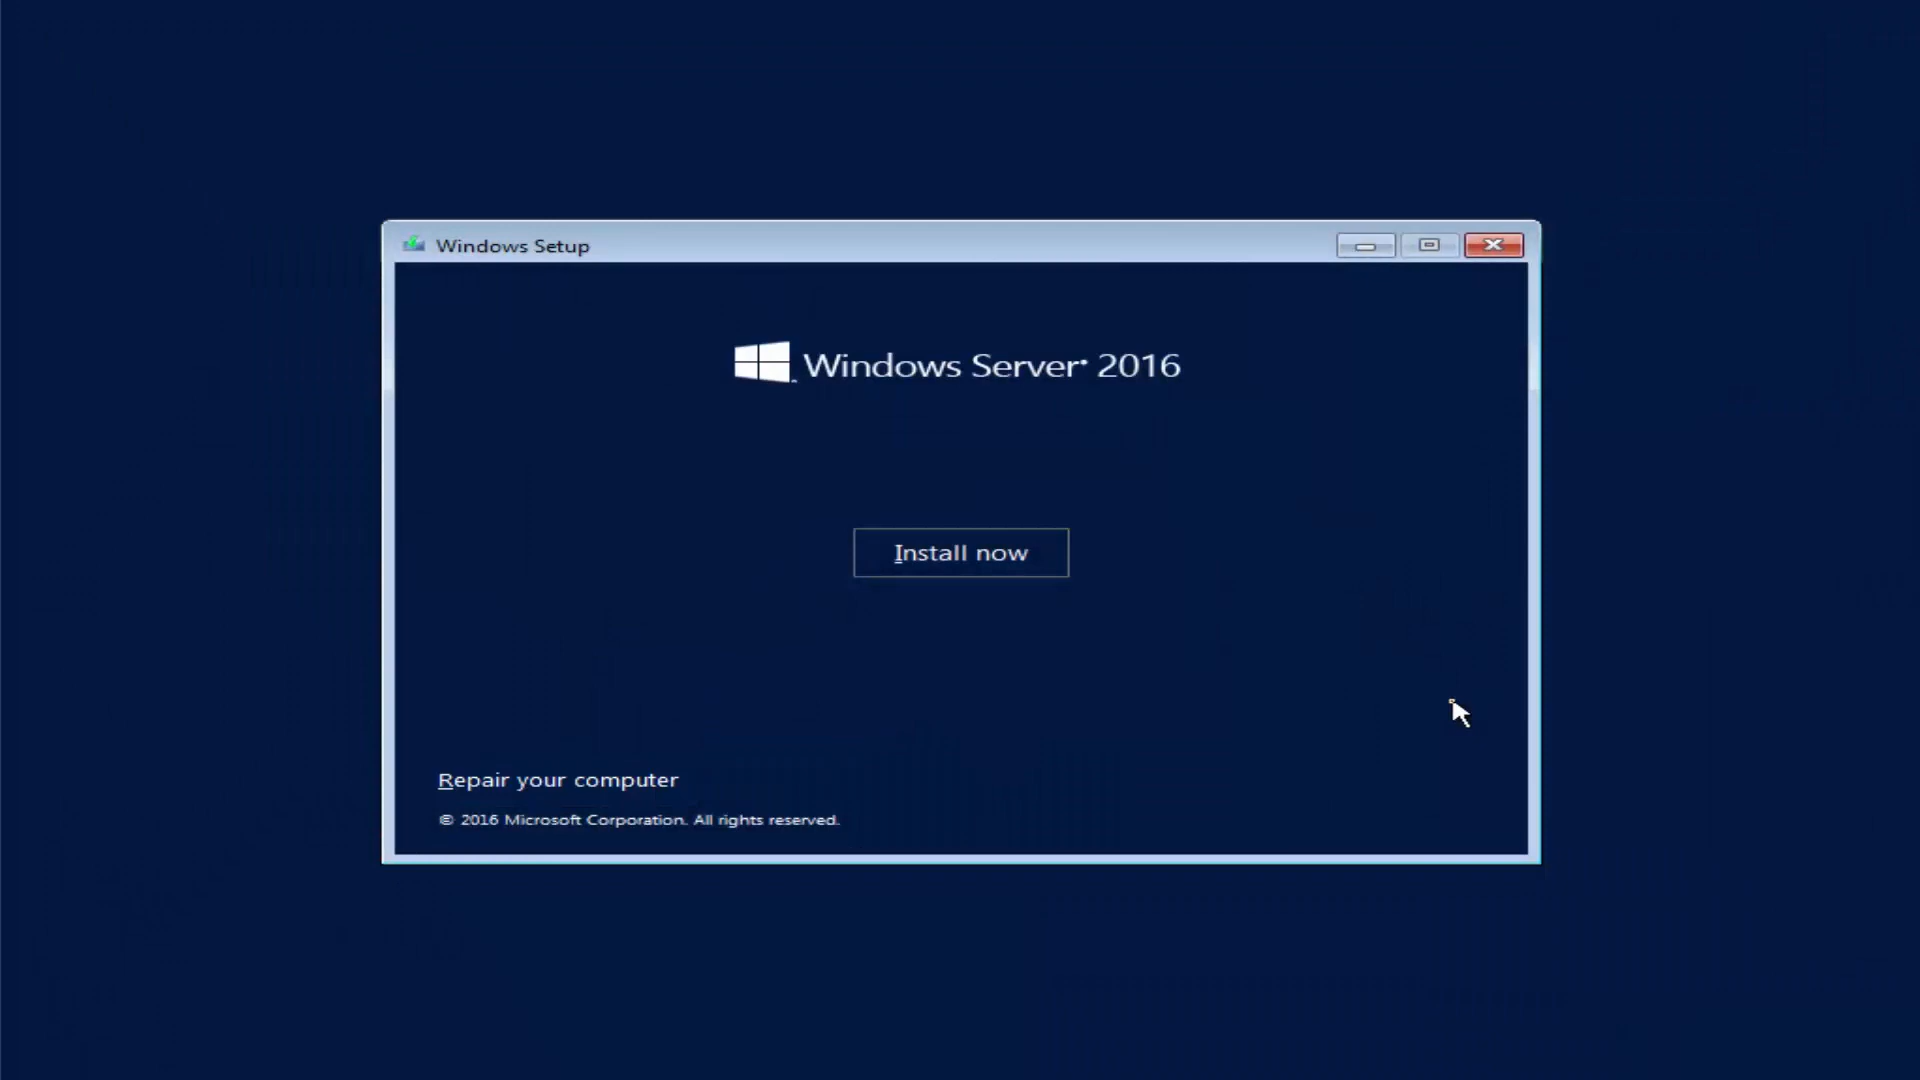 Windows Setup
Windows Server 2016
Install now
Repair your computer
© 2016 Microsoft Corporation. All rights reserved.